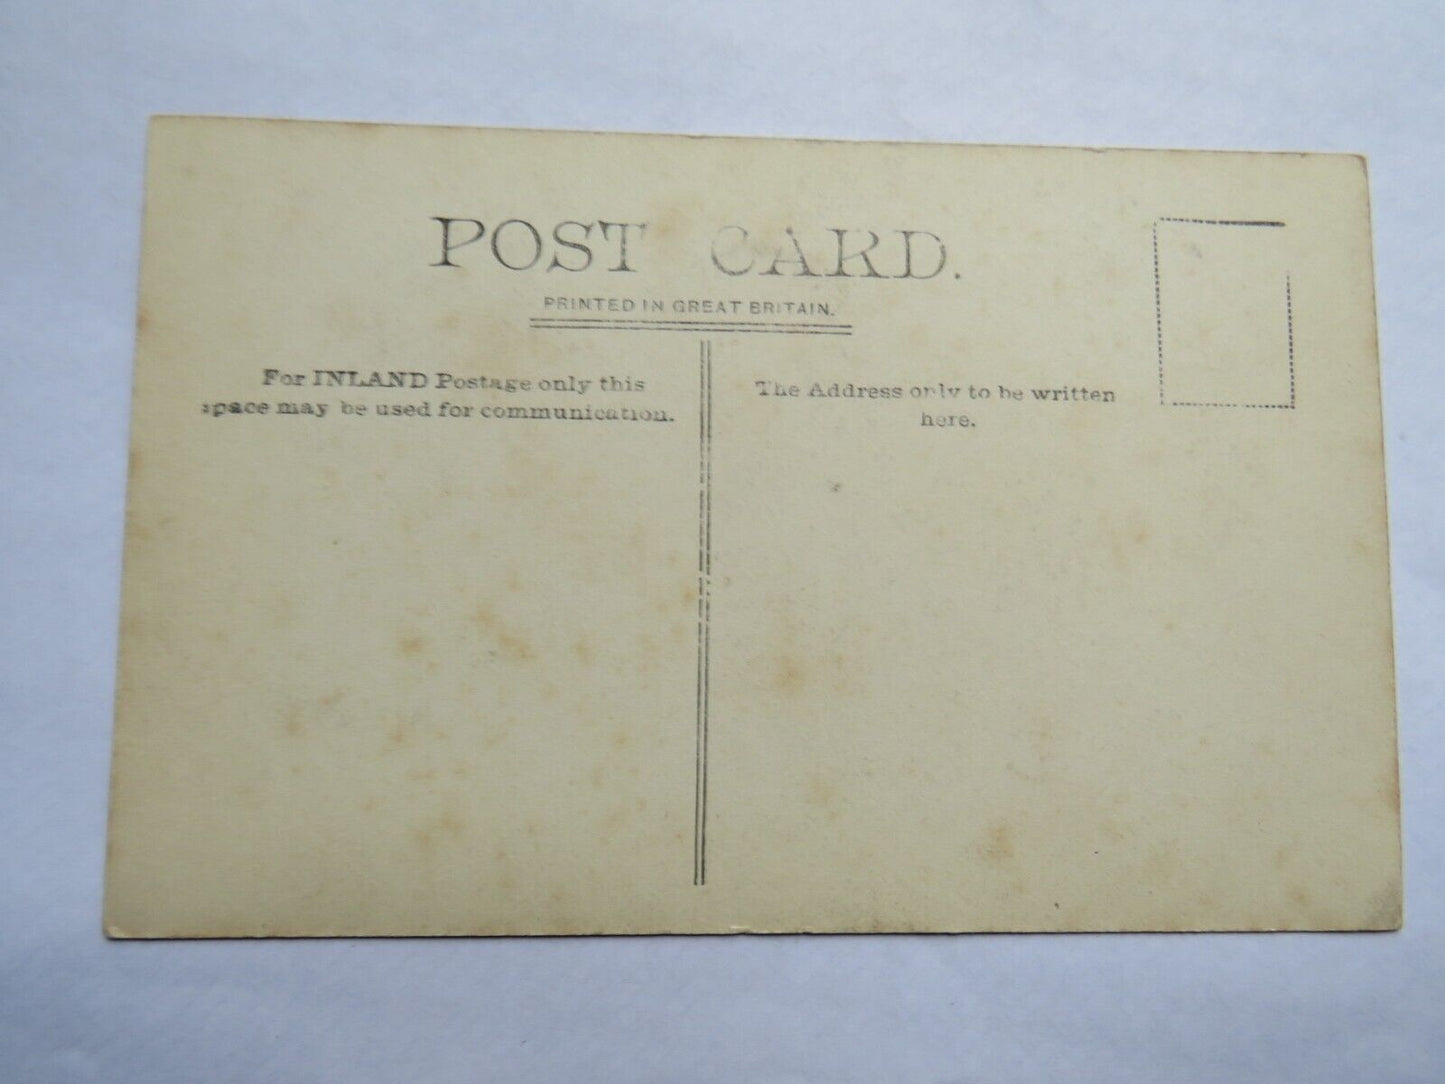 POST CARD.
PRINTED IN GREAT BRITAIN.
For INLAND Postage only this
space may be used for communication.
The Address only to be written
here.